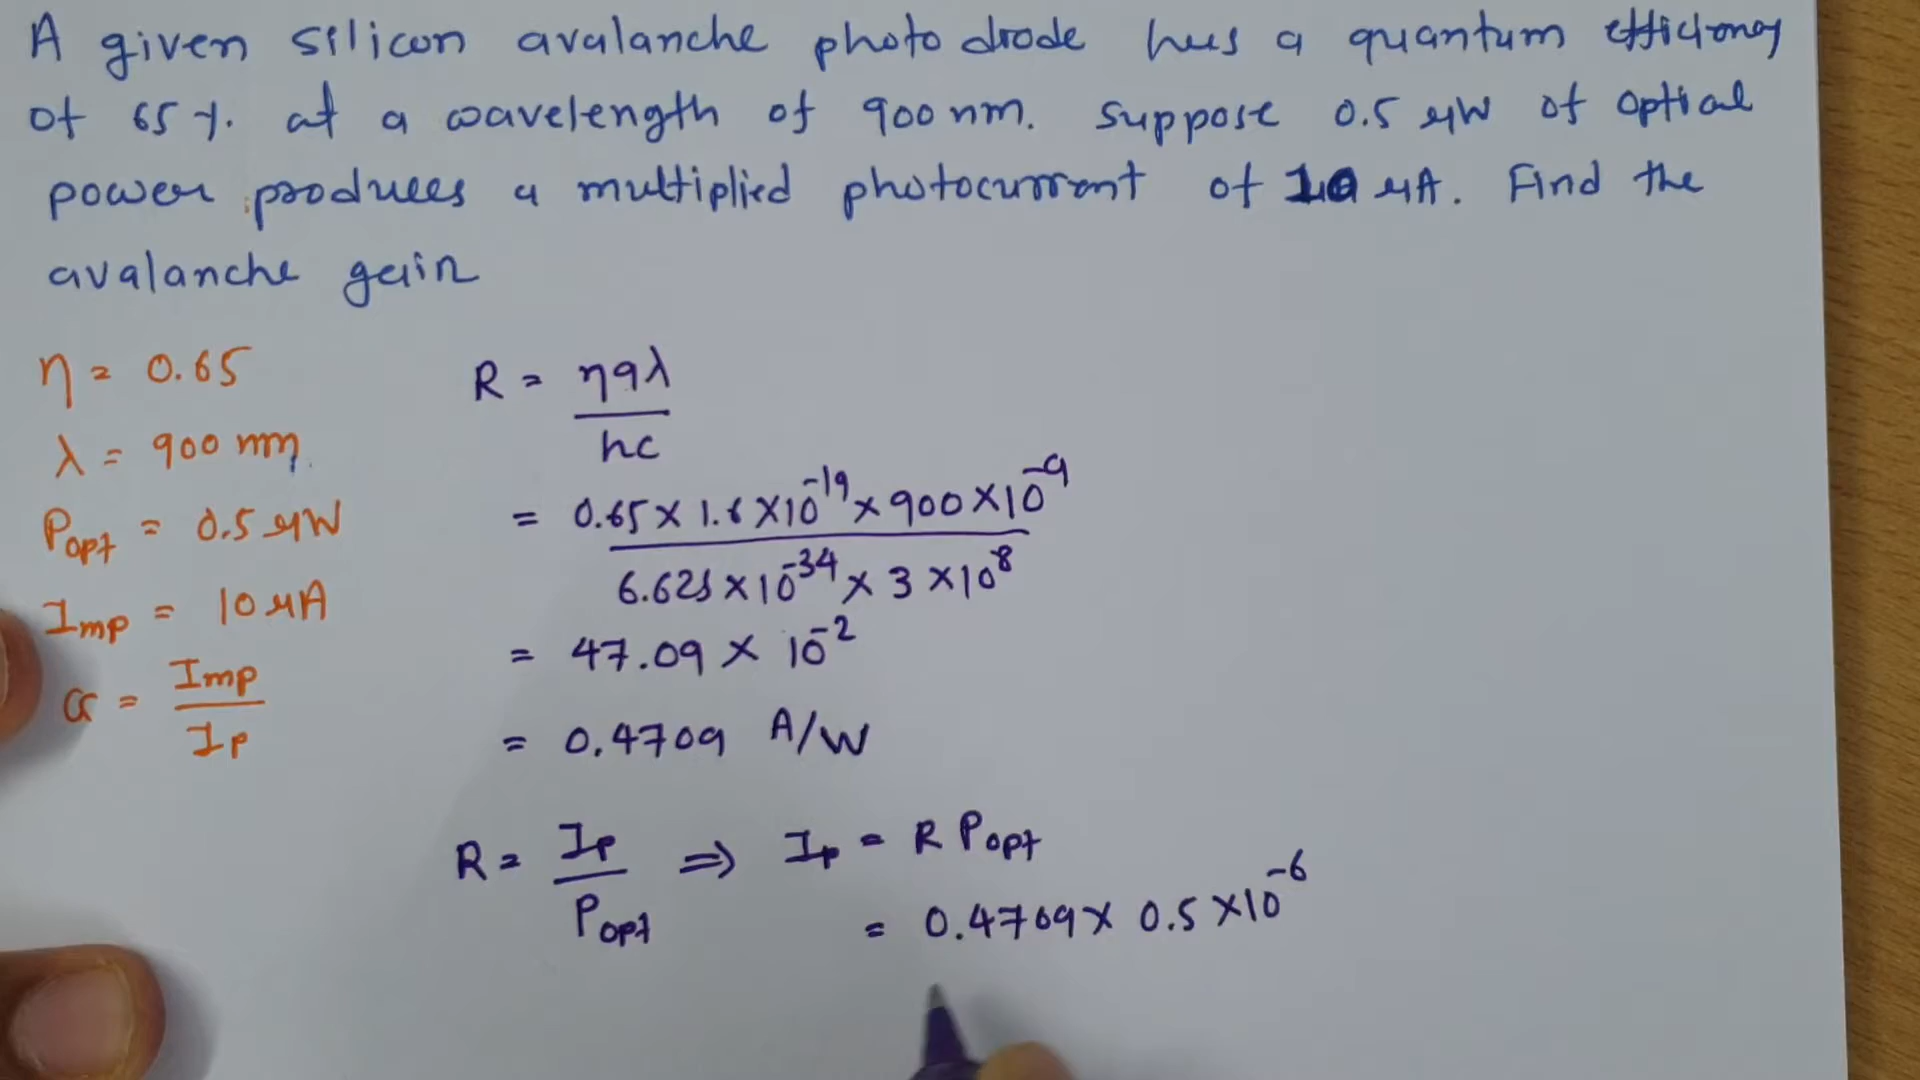 A given silicon avalanche photo diode has a quantum efficiency
of 65 %. at a wavelength of 900 nm. suppose 0.5 μW of optical
power produces a multiplied photocurrent of 10 μA. Find the
avalanche gain
η = 0.65
λ = 900 nm.
Popt = 0.5 μW
Imp = 10 μA
G = Imp / Ip
R = ηqλ / hc
= 0.65 × 1.6 × 10^-19 × 900 × 10^-9 / 6.625 × 10^-34 × 3 × 10^8
= 47.09 × 10^-2
= 0.4709 A/W
R = Ip / Popt ⇒ Ip = R Popt
= 0.4709 × 0.5 × 10^-6